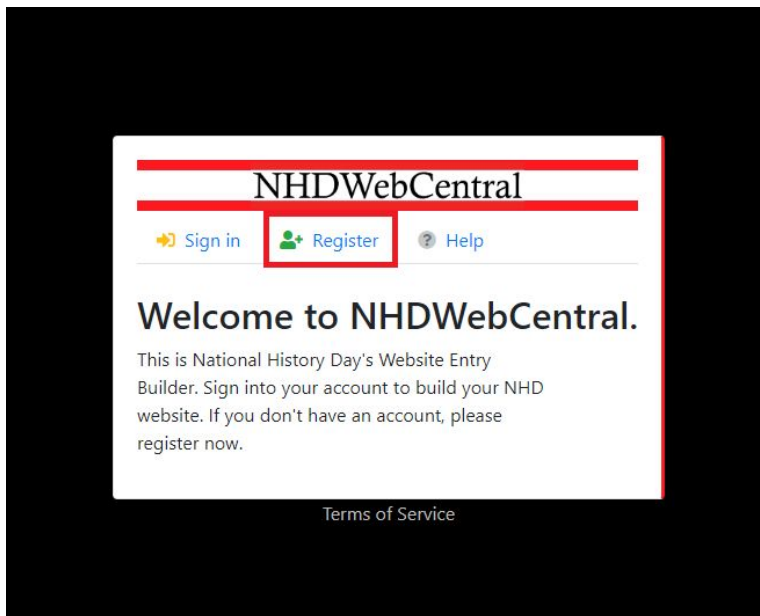 NHDWebCentral
Sign in Register Help
Welcome to NHDWebCentral.
This is National History Day's Website Entry
Builder. Sign into your account to build your NHD
website. If you don't have an account, please
register now.
Terms of Service